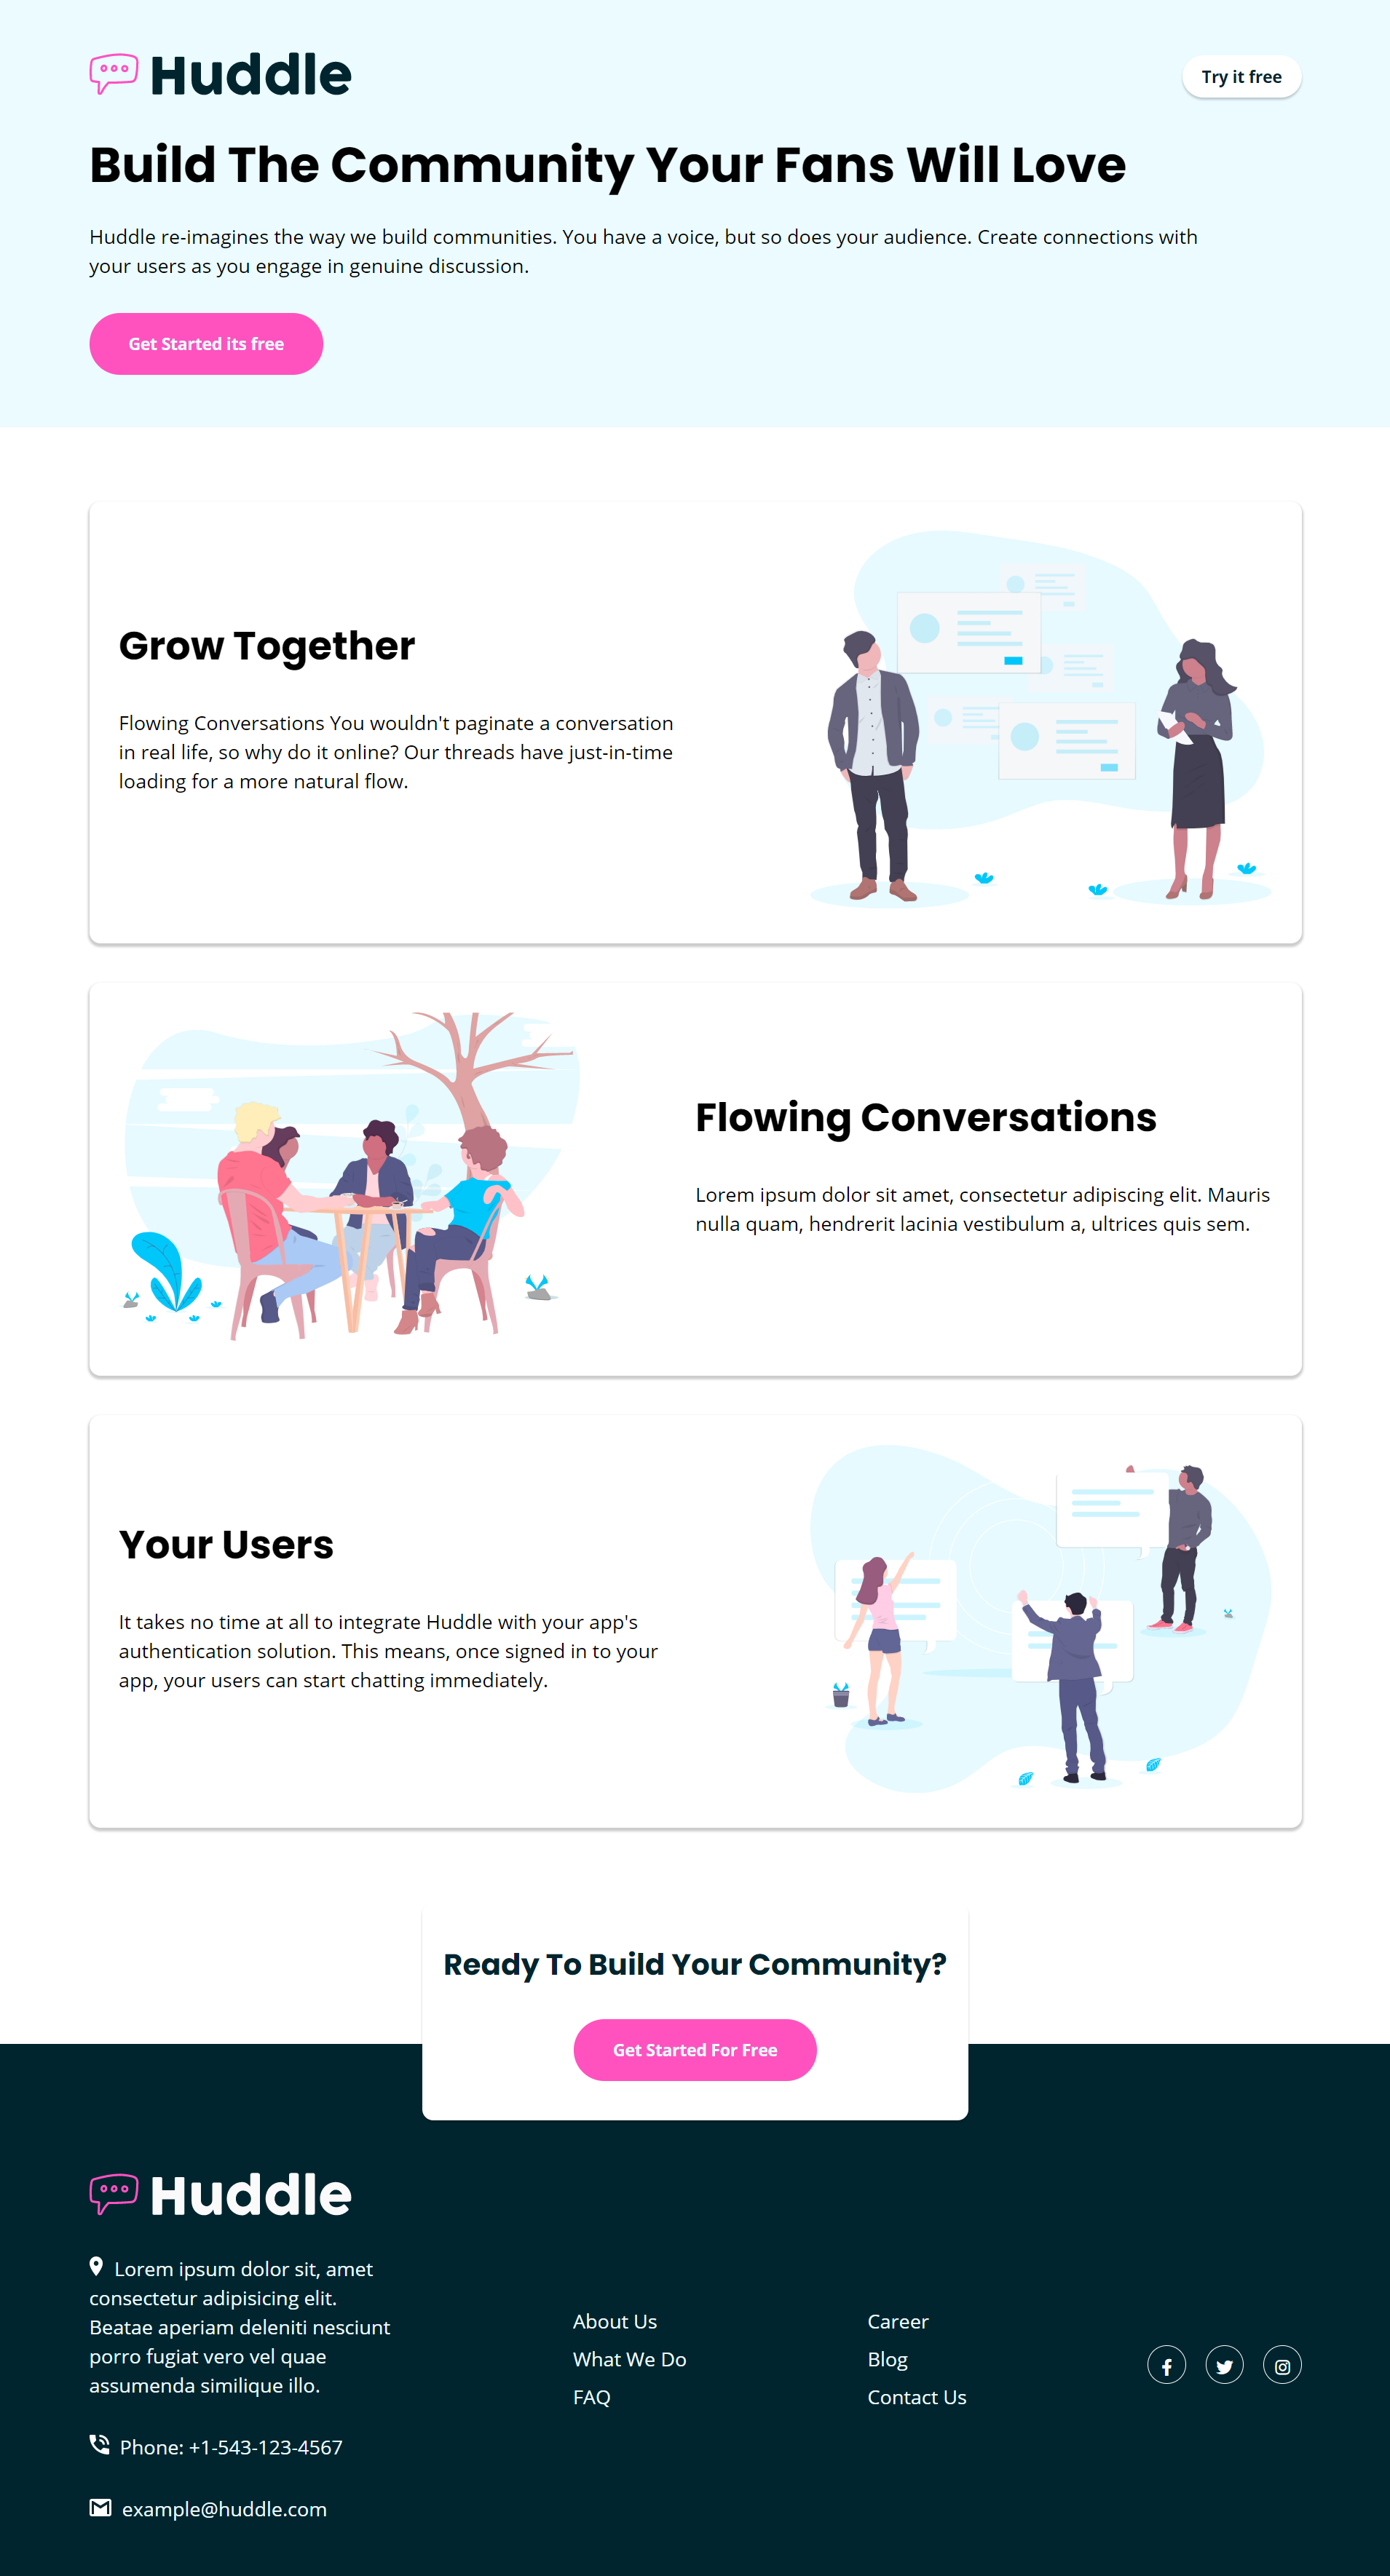 Huddle
Try it free
Build The Community Your Fans Will Love
Huddle re-imagines the way we build communities. You have a voice, but so does your audience. Create connections with
your users as you engage in genuine discussion.
Get Started its free
Grow Together
Flowing Conversations You wouldn't paginate a conversation
in real life, so why do it online? Our threads have just-in-time
loading for a more natural flow.
Flowing Conversations
Lorem ipsum dolor sit amet, consectetur adipiscing elit. Mauris
nulla quam, hendrerit lacinia vestibulum a, ultrices quis sem.
Your Users
It takes no time at all to integrate Huddle with your app's
authentication solution. This means, once signed in to your
app, your users can start chatting immediately.
Ready To Build Your Community?
Get Started For Free
Huddle
Lorem ipsum dolor sit, amet
consectetur adipisicing elit.
Beatae aperiam deleniti nesciunt
porro fugiat vero vel quae
assumenda similique illo.
Phone: +1-543-123-4567
example@huddle.com
About Us
What We Do
FAQ
Career
Blog
Contact Us